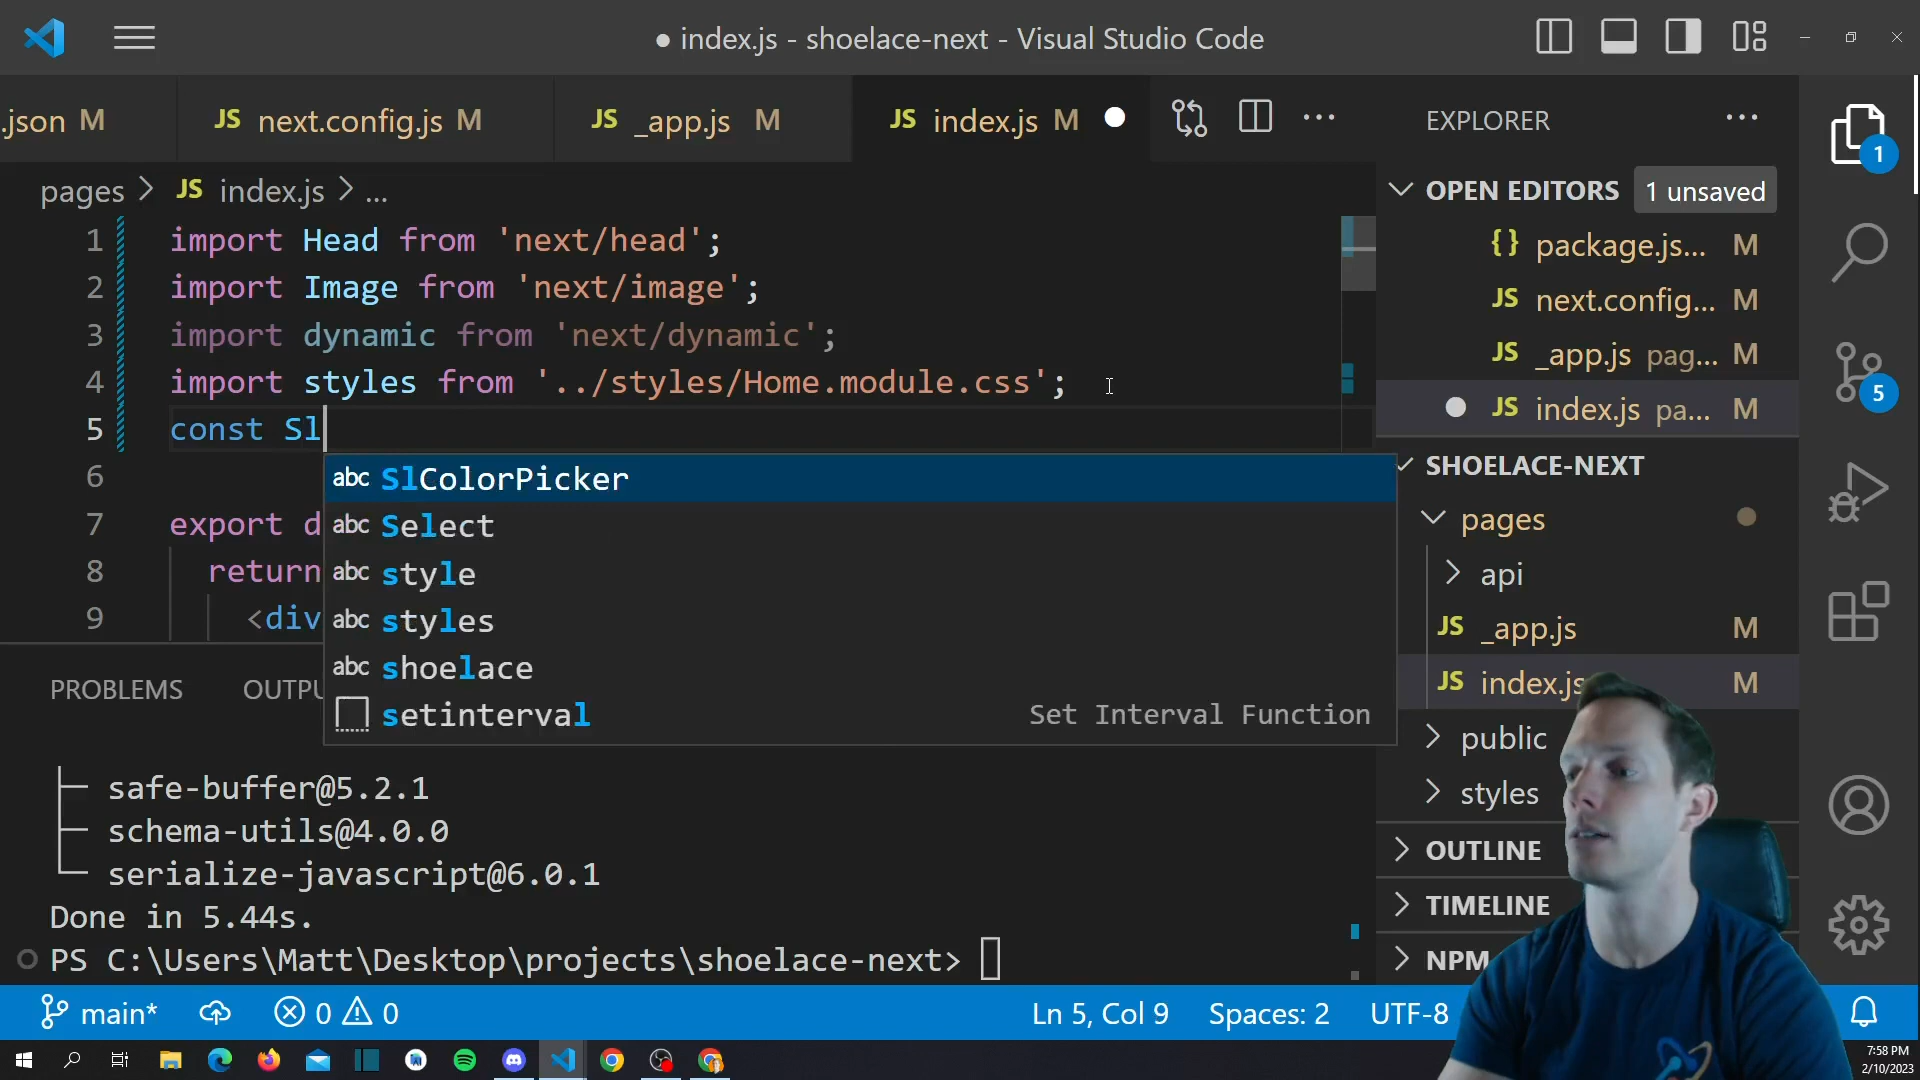 ● index.js - shoelace-next - Visual Studio Code
.json M
JS next.config.js M
JS _app.js M
JS index.js M
pages > JS index.js > ...
1 import Head from 'next/head';
2 import Image from 'next/image';
3 import dynamic from 'next/dynamic';
4 import styles from '../styles/Home.module.css';
5 const Sl
6
7 export d
8 return
9 <div
abc SlColorPicker
abc Select
abc style
abc styles
abc shoelace
setinterval Set Interval Function
PROBLEMS OUTPU
safe-buffer@5.2.1
schema-utils@4.0.0
serialize-javascript@6.0.1
Done in 5.44s.
PS C:\Users\Matt\Desktop\projects\shoelace-next>
EXPLORER
OPEN EDITORS 1 unsaved
{} package.js... M
JS next.config... M
JS _app.js pag... M
JS index.js pa... M
SHOELACE-NEXT
pages
api
JS _app.js M
JS index.js M
public
styles
OUTLINE
TIMELINE
NPM
1
5
main* 0 0 Ln 5, Col 9 Spaces: 2 UTF-8
7:58 PM
2/10/2023